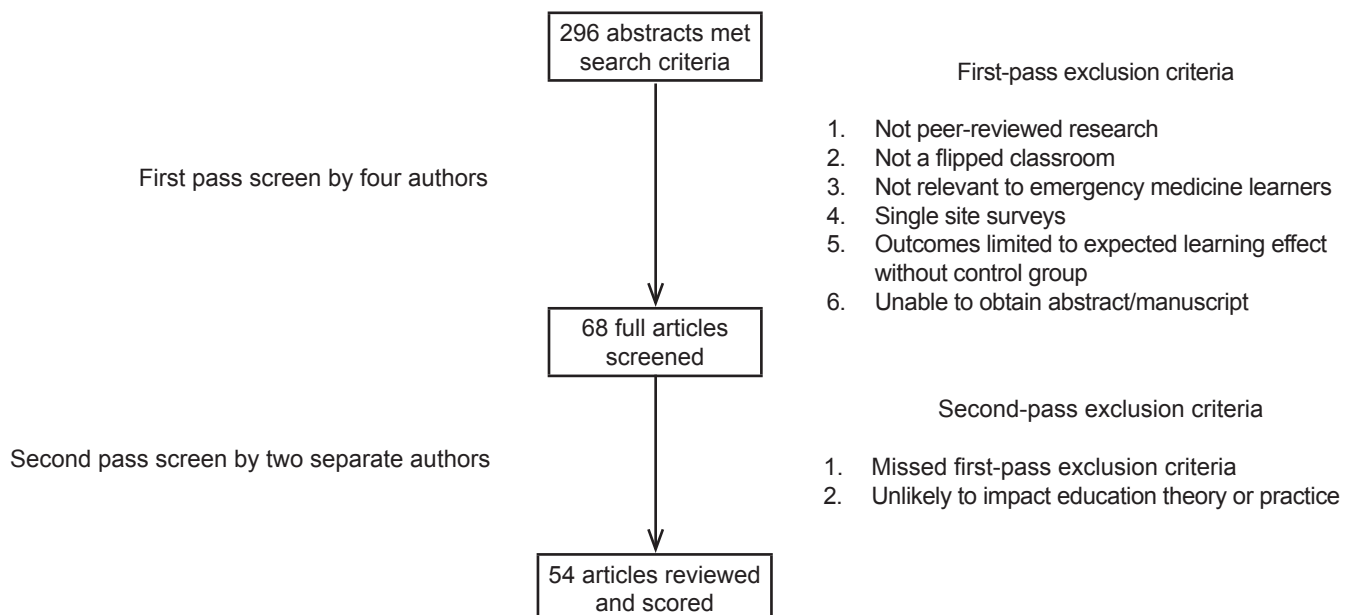 296 abstracts met
search criteria
First-pass exclusion criteria
1. Not peer-reviewed research
2. Not a flipped classroom
3. Not relevant to emergency medicine learners
4. Single site surveys
5. Outcomes limited to expected learning effect
without control group
6. Unable to obtain abstract/manuscript
First pass screen by four authors
68 full articles
screened
Second-pass exclusion criteria
1. Missed first-pass exclusion criteria
2. Unlikely to impact education theory or practice
Second pass screen by two separate authors
54 articles reviewed
and scored